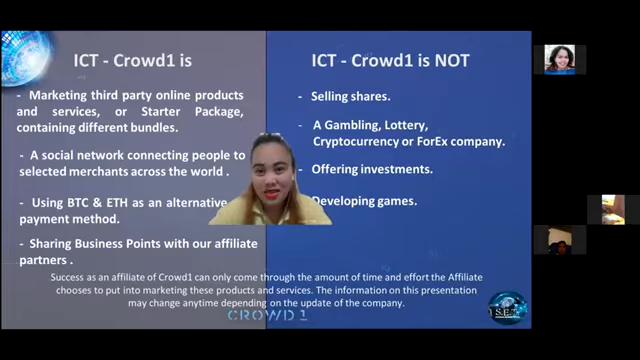 ICT - Crowd1 is
- Marketing third party online products
and services, or Starter Package,
containing different bundles.
- A social network connecting people to
selected merchants across the world .
- Using BTC & ETH as an alternative
payment method.
- Sharing Business Points with our affiliate
partners .
ICT - Crowd1 is NOT
- Selling shares.
- A Gambling, Lottery,
Cryptocurrency or ForEx company.
- Offering investments.
Developing games.
Success as an affiliate of Crowd1 can only come through the amount of time and effort the Affiliate
chooses to put into marketing these products and services. The information on this presentation
may change anytime depending on the update of the company.
CROWD1